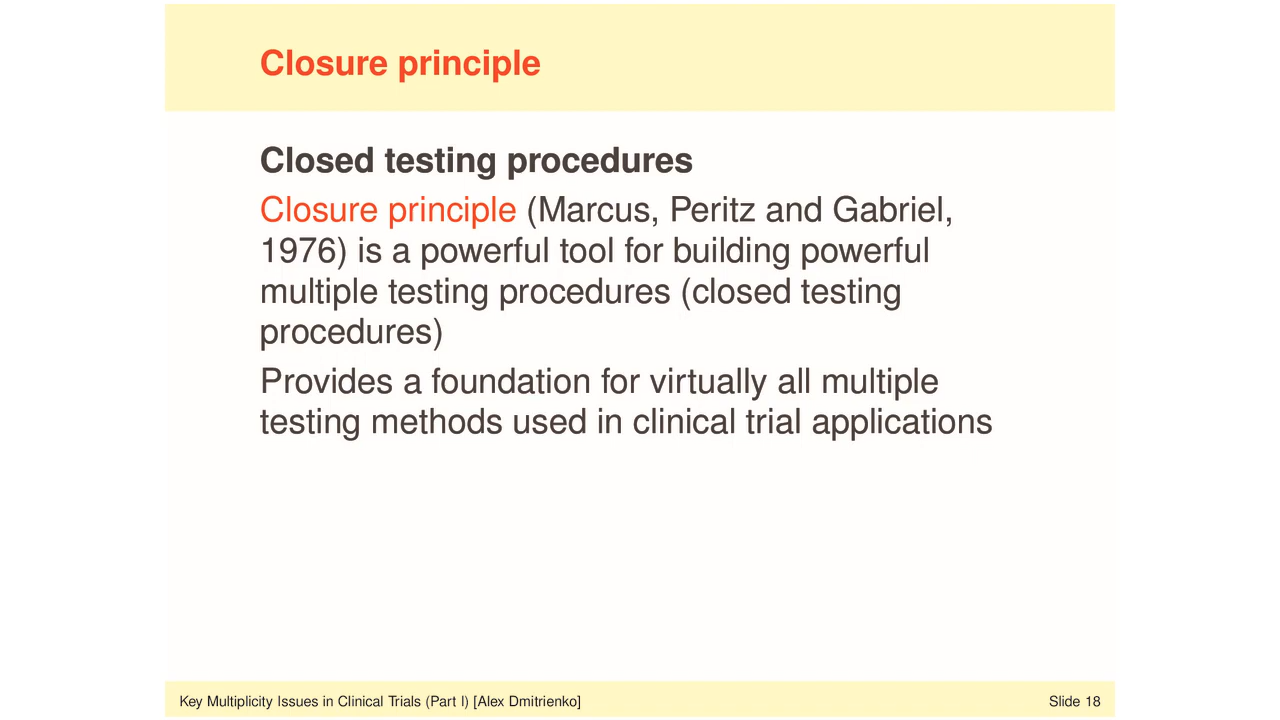 Closure principle
Closed testing procedures
Closure principle (Marcus, Peritz and Gabriel,
1976) is a powerful tool for building powerful
multiple testing procedures (closed testing
procedures)
Provides a foundation for virtually all multiple
testing methods used in clinical trial applications
Key Multiplicity Issues in Clinical Trials (Part I) [Alex Dmitrienko]
Slide 18